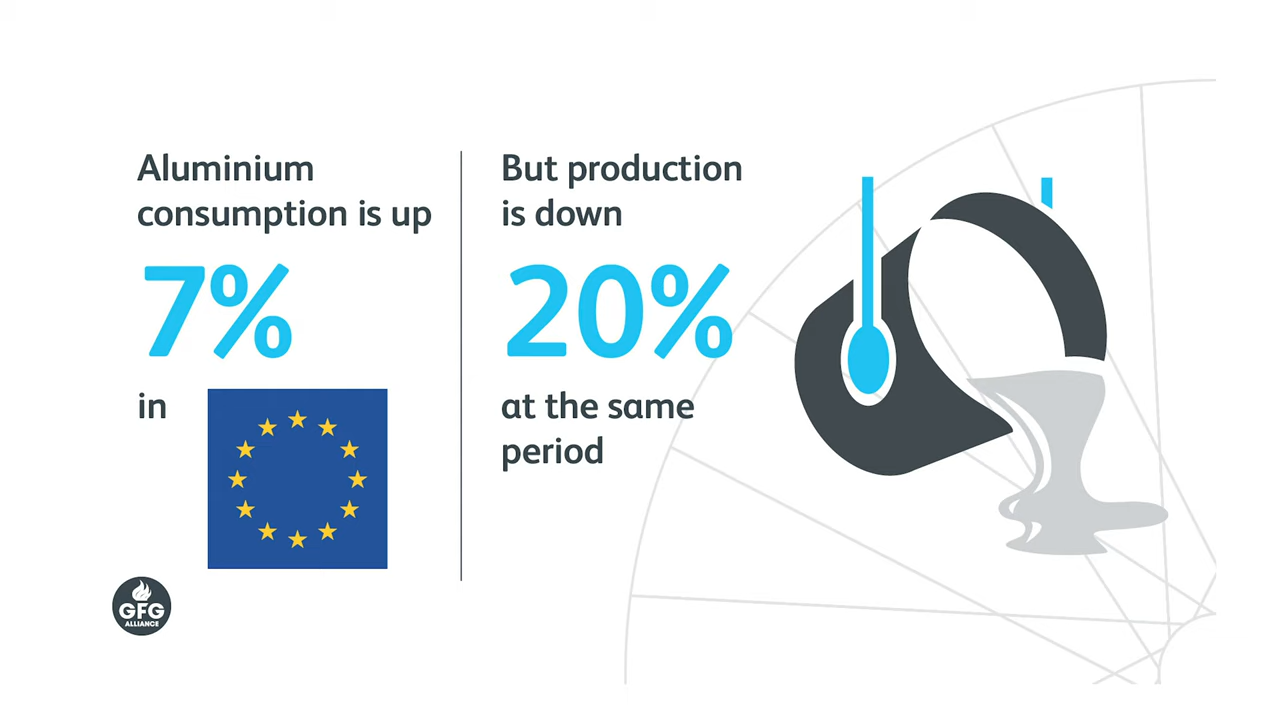 Aluminium
consumption is up
7%
in
But production
is down
20%
at the same
period
GFG
ALLIANCE